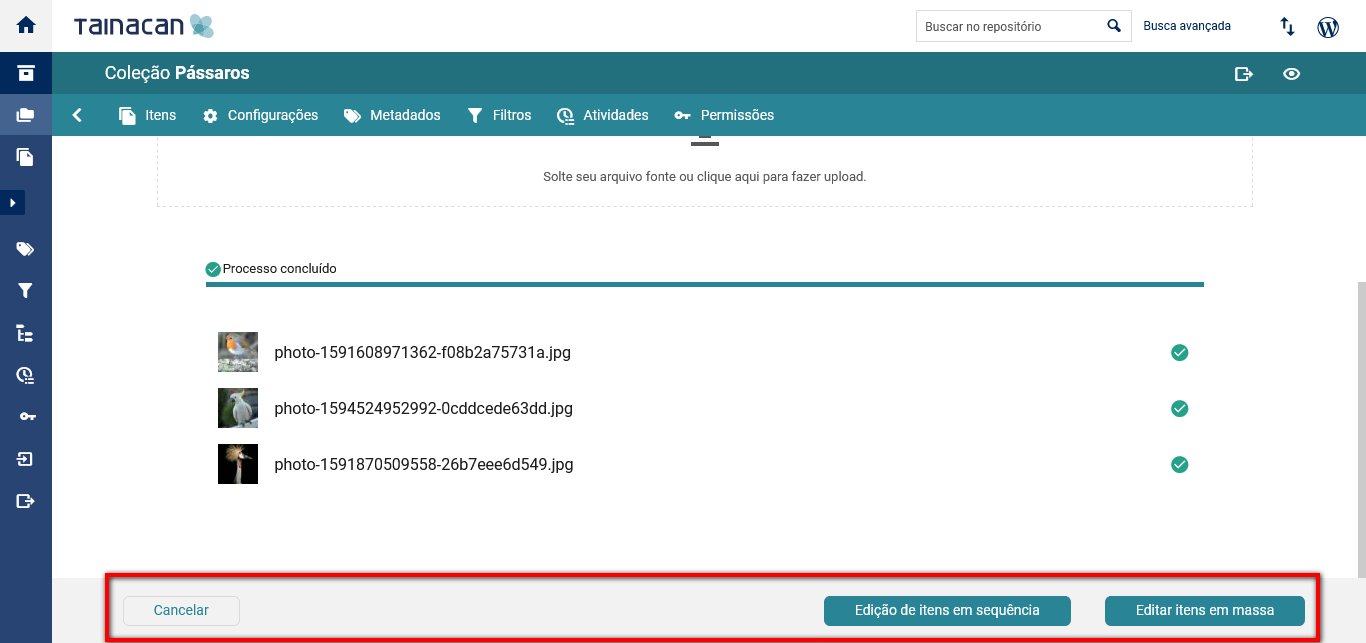 TAINACAN
Buscar no repositório
Busca avançada
Coleção Pássaros
Itens
Configurações
Metadados
Filtros
Atividades
Permissões
Solte seu arquivo fonte ou clique aqui para fazer upload.
Processo concluído
photo-1591608971362-f08b2a75731a.jpg
photo-1594524952992-0cddcede63dd.jpg
photo-1591870509558-26b7eee6d549.jpg
Cancelar
Edição de itens em sequência
Editar itens em massa